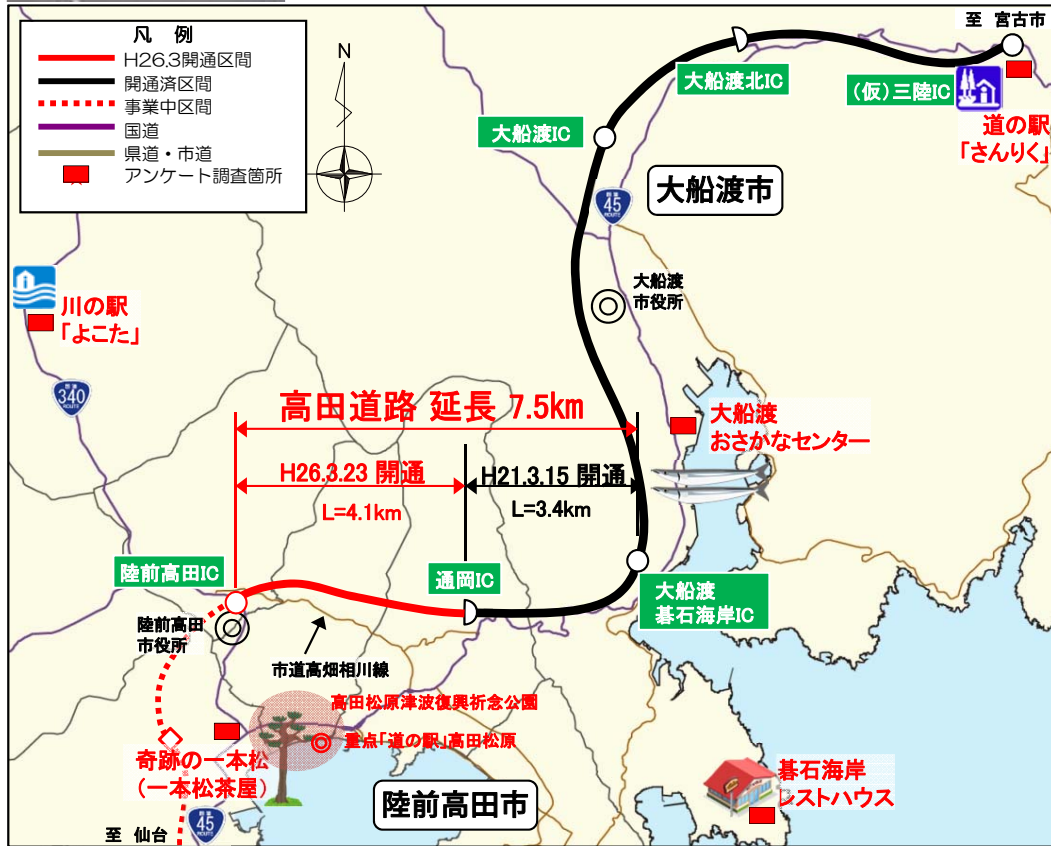 凡 例
H26.3開通区間
開通済区間
事業中区間
国道
県道・市道
アンケート調査箇所
N
至 宮古市
大船渡北IC
(仮)三陸IC
道の駅
「さんりく」
大船渡IC
大船渡市
国道
45
ROUTE
大船渡
市役所
川の駅
「よこた」
国道
340
ROUTE
高田道路 延長 7.5km
大船渡
おさかなセンター
H26.3.23 開通
L=4.1km
H21.3.15 開通
L=3.4km
陸前高田IC
通岡IC
大船渡
碁石海岸IC
陸前高田
市役所
市道高畑相川線
高田松原津波復興祈念公園
重点「道の駅」高田松原
奇跡の一本松
(一本松茶屋)
碁石海岸
レストハウス
陸前高田市
国道
45
ROUTE
至 仙台